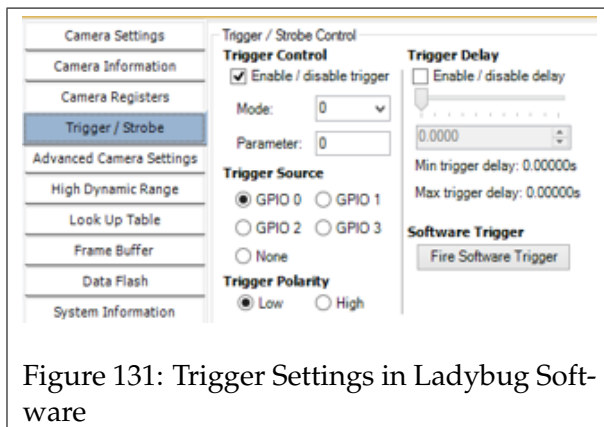 Camera Settings
Camera Information
Camera Registers
Trigger / Strobe
Advanced Camera Settings
High Dynamic Range
Look Up Table
Frame Buffer
Data Flash
System Information
Trigger / Strobe Control
Trigger Control
Enable / disable trigger
Mode: 0
Parameter: 0
Trigger Source
GPIO 0 GPIO 1
GPIO 2 GPIO 3
None
Trigger Polarity
Low High
Trigger Delay
Enable / disable delay
0.0000
Min trigger delay: 0.00000s
Max trigger delay: 0.00000s
Software Trigger
Fire Software Trigger
Figure 131: Trigger Settings in Ladybug Soft-
ware